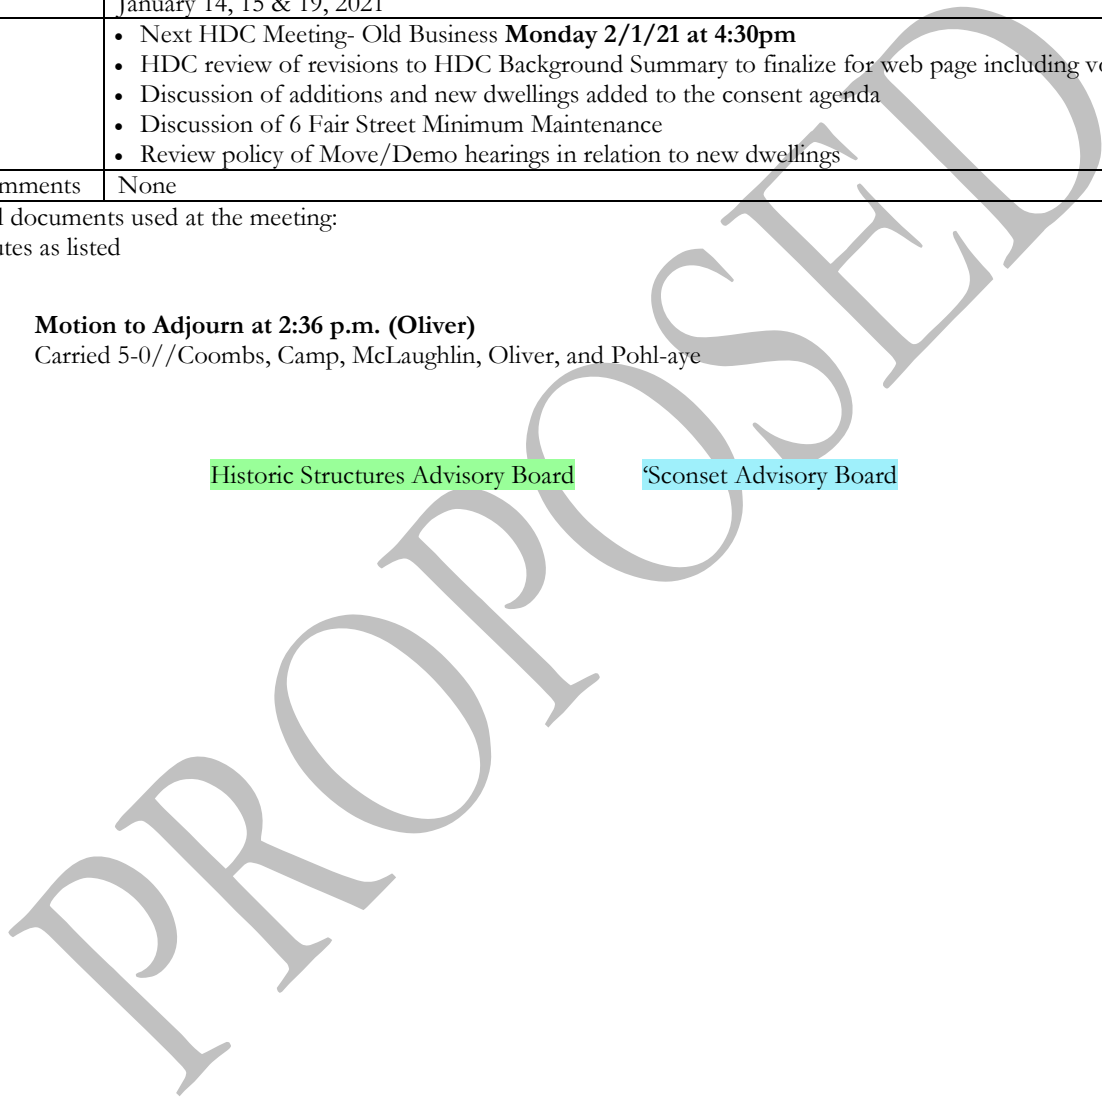 January 14, 15 & 19, 2021
• Next HDC Meeting- Old Business Monday 2/1/21 at 4:30pm
• HDC review of revisions to HDC Background Summary to finalize for web page including
• Discussion of additions and new dwellings added to the consent agenda
• Discussion of 6 Fair Street Minimum Maintenance
• Review policy of Move/Demo hearings in relation to new dwellings
mments None
documents used at the meeting:
utes as listed
Motion to Adjourn at 2:36 p.m. (Oliver)
Carried 5-0//Coombs, Camp, McLaughlin, Oliver, and Pohl-aye
Historic Structures Advisory Board ‘Sconset Advisory Board
PROPOSED